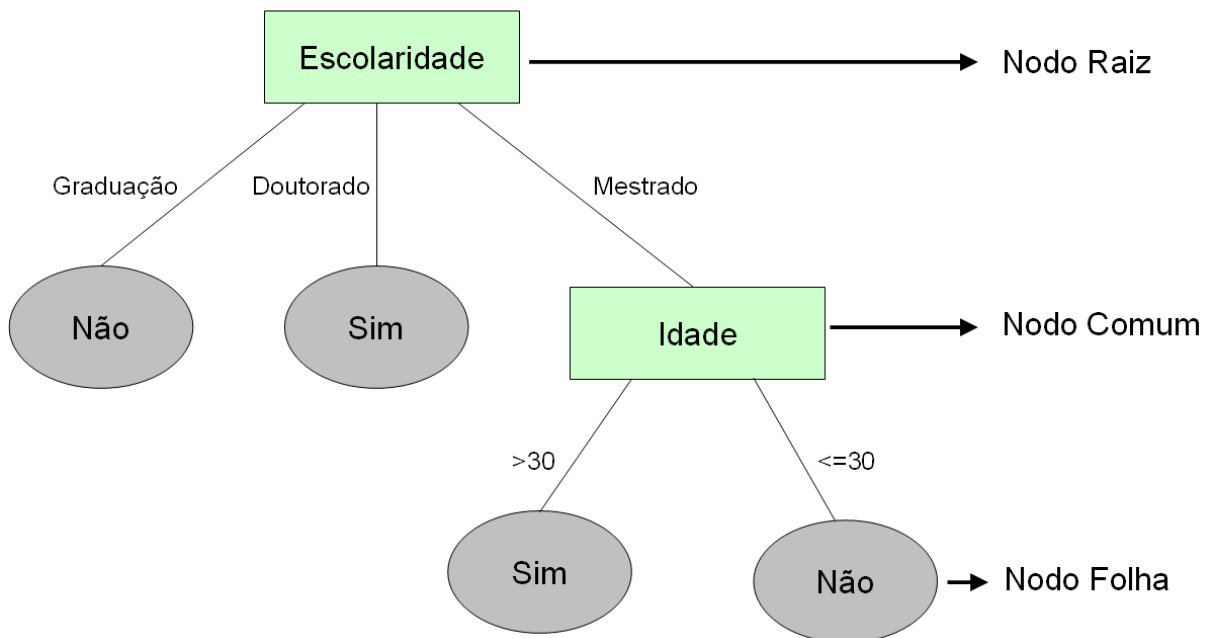 Escolaridade
Nodo Raiz
Graduação
Doutorado
Mestrado
Não
Sim
Idade
Nodo Comum
>30
<=30
Sim
Não
Nodo Folha